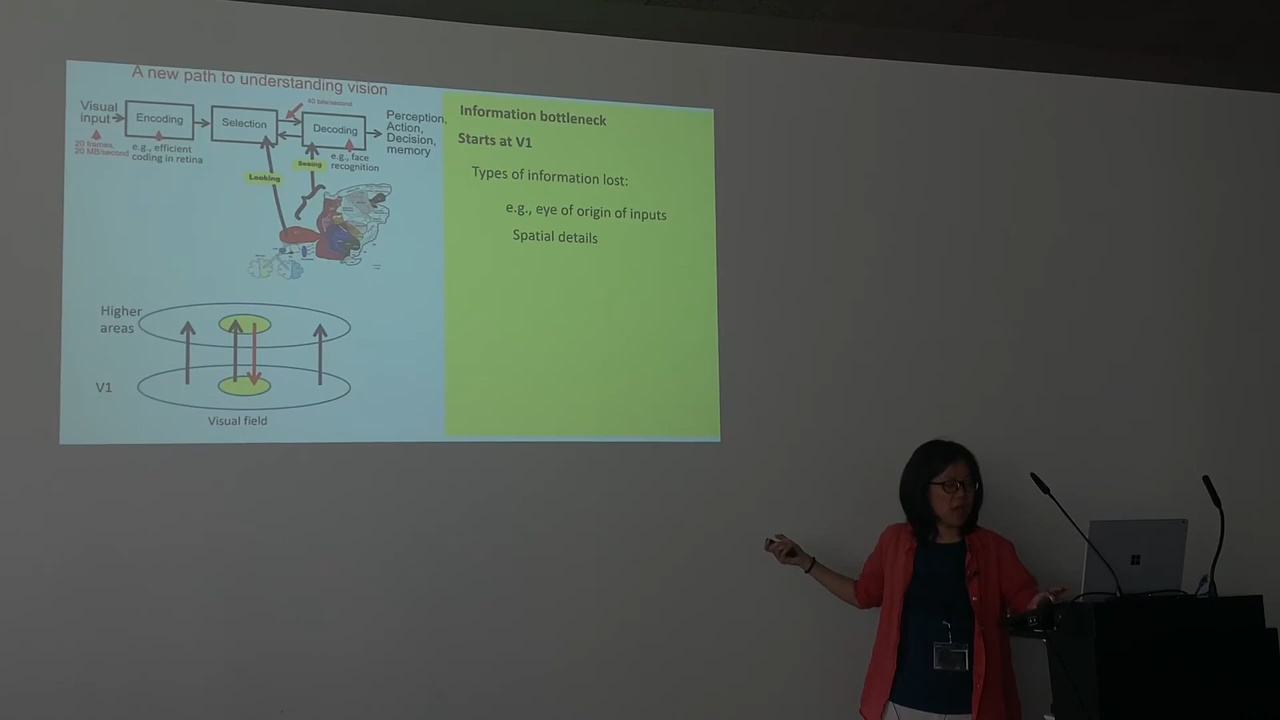 A new path to understanding vision
Visual
input
Encoding
Selection
40 bits/second
Decoding
Perception,
Action,
Decision,
memory
20 frames,
20 MB/second
e.g., efficient
coding in retina
Looking
Seeing
e.g., face
recognition
Higher
areas
V1
Visual field
Information bottleneck
Starts at V1
Types of information lost:
e.g., eye of origin of inputs
Spatial details